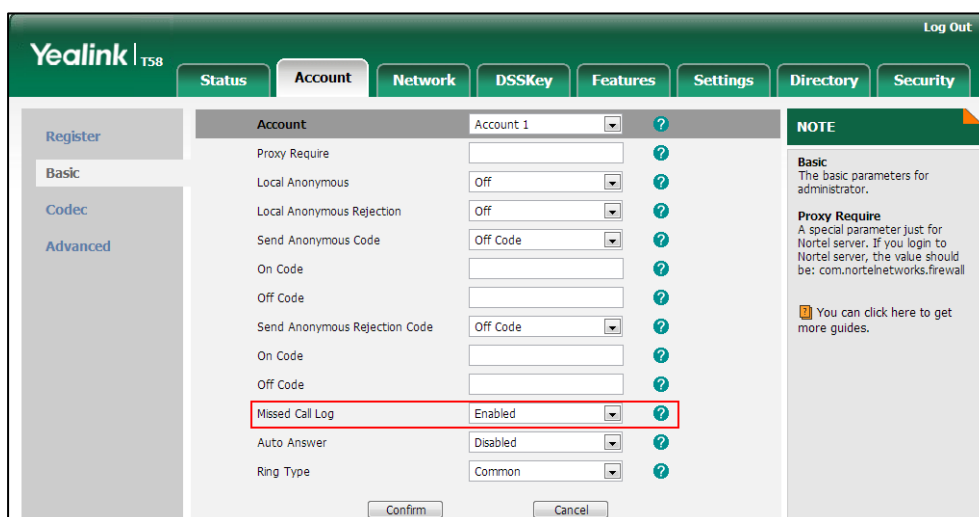 Log Out
Yealink T58
Status Account Network DSSKey Features Settings Directory Security
Register
Basic
Codec
Advanced
Account Account 1 ?
Proxy Require ?
Local Anonymous Off ?
Local Anonymous Rejection Off ?
Send Anonymous Code Off Code ?
On Code ?
Off Code ?
Send Anonymous Rejection Code Off Code ?
On Code ?
Off Code ?
Missed Call Log Enabled ?
Auto Answer Disabled ?
Ring Type Common ?
Confirm Cancel
NOTE
Basic
The basic parameters for
administrator.
Proxy Require
A special parameter just for
Nortel server. If you login to
Nortel server, the value should
be: com.nortelnetworks.firewall
? You can click here to get
more guides.